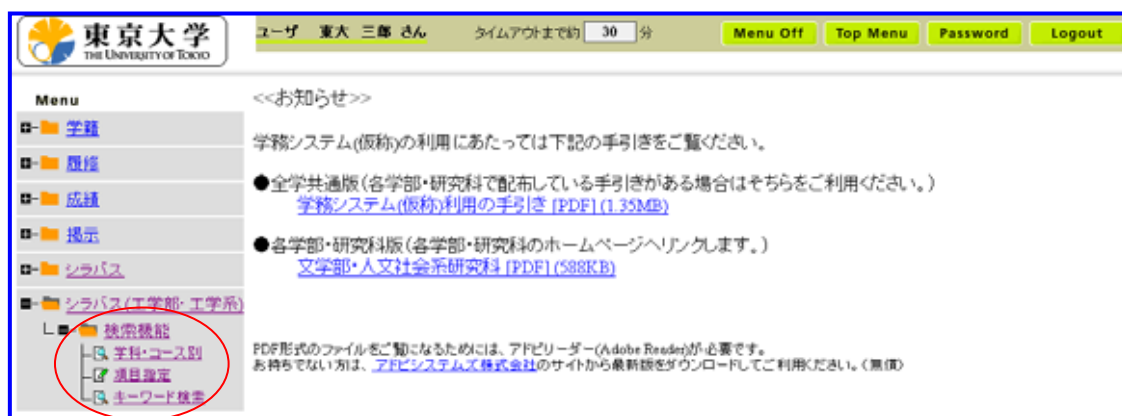 東京大学
THE UNIVERSITY OF TOKYO
ユーザ 東大 三郎 さん タイムアウトまで約 30 分 Menu Off Top Menu Password Logout
Menu
学籍
履修
成績
掲示
シラバス
シラバス(工学部・工学系)
検索機能
学科・コース別
項目指定
キーワード検索
<<お知らせ>>
学務システム(仮称)の利用にあたっては下記の手引きをご覧ください。
●全学共通版(各学部・研究科で配布している手引きがある場合はそちらをご利用ください。)
学務システム(仮称)利用の手引き [PDF] (1.35MB)
●各学部・研究科版(各学部・研究科のホームページへリンクします。)
文学部・人文社会系研究科 [PDF] (588KB)
PDF形式のファイルをご覧になるためには、アドビリーダー(Adobe Reader)が必要です。
お持ちでない方は、アドビシステムズ株式会社のサイトから最新版をダウンロードしてご利用ください。(無償)